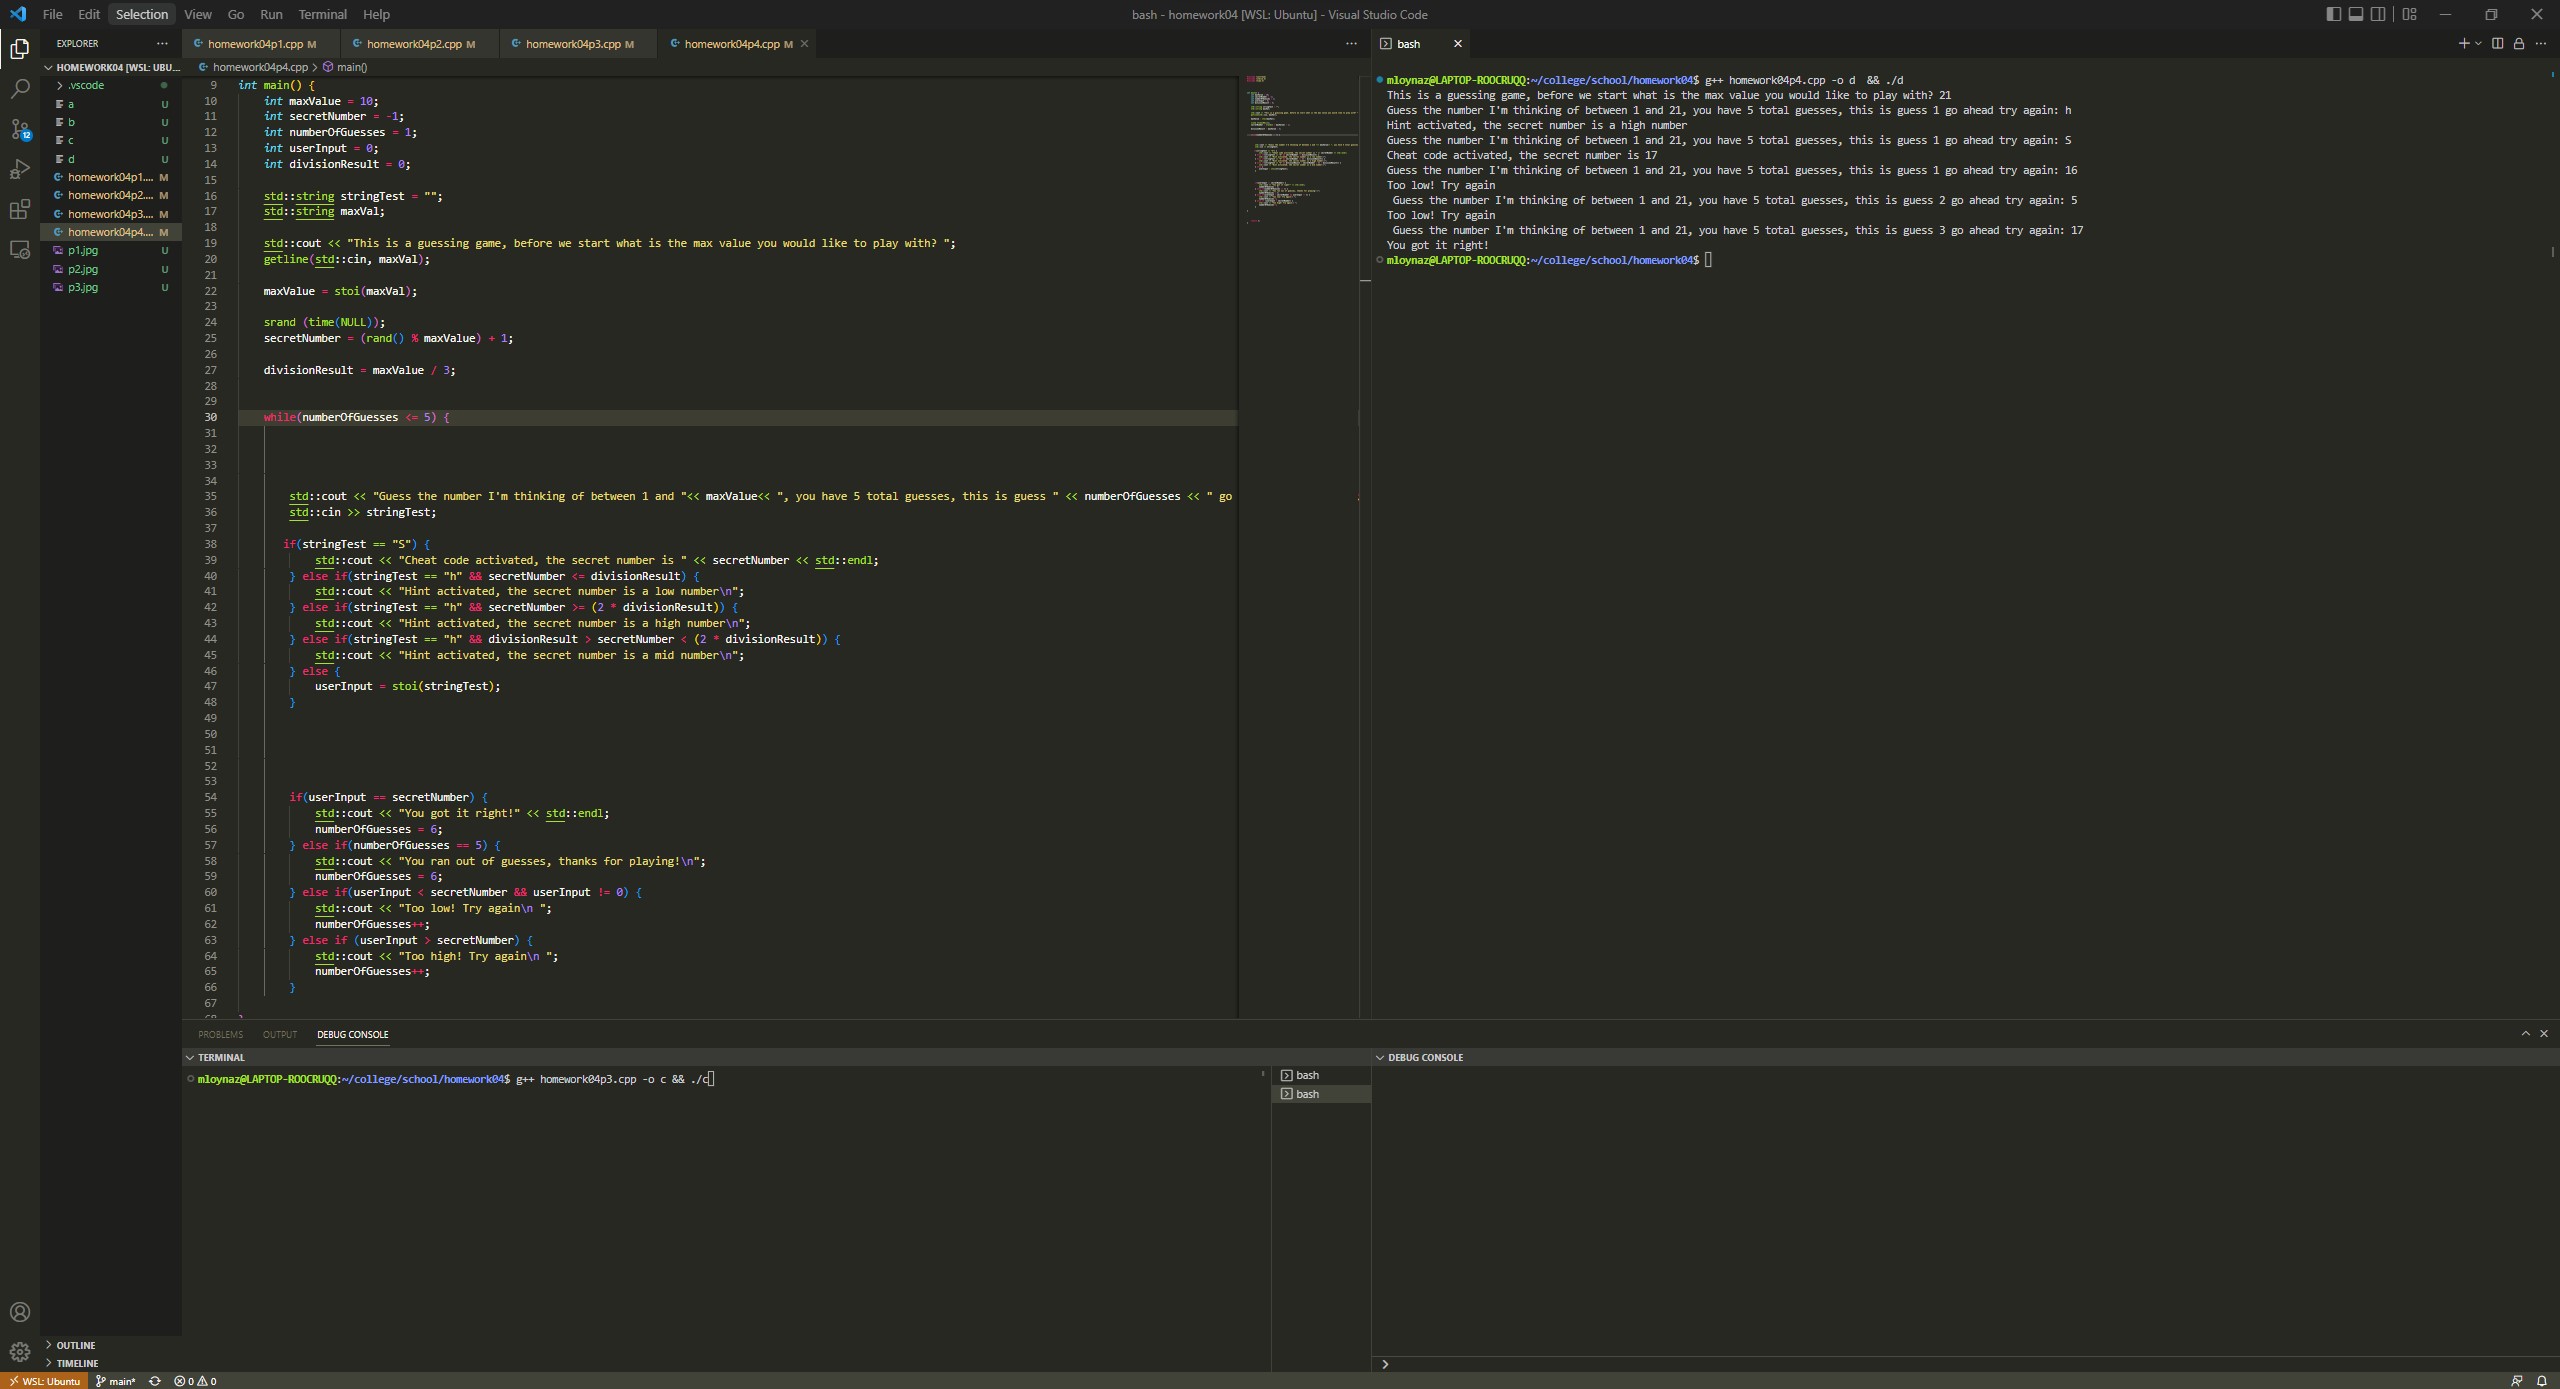 File Edit Selection View Go Run Terminal Help
bash - homework04 [WSL: Ubuntu] - Visual Studio Code
EXPLORER
HOMEWORK04 [WSL: UBU...
.vscode
a U
b U
c U
d U
homework04p1.... M
homework04p2.... M
homework04p3.... M
homework04p4.... M
p1.jpg U
p2.jpg U
p3.jpg U
12
OUTLINE
TIMELINE
homework04p1.cpp M homework04p2.cpp M homework04p3.cpp M homework04p4.cpp M
homework04p4.cpp > main()
9 int main() {
10 int maxValue = 10;
11 int secretNumber = -1;
12 int numberOfGuesses = 1;
13 int userInput = 0;
14 int divisionResult = 0;
15
16 std::string stringTest = "";
17 std::string maxVal;
18
19 std::cout << "This is a guessing game, before we start what is the max value you would like to play with? ";
20 getline(std::cin, maxVal);
21
22 maxValue = stoi(maxVal);
23
24 srand (time(NULL));
25 secretNumber = (rand() % maxValue) + 1;
26
27 divisionResult = maxValue / 3;
28
29
30 while(numberOfGuesses <= 5) {
31
32
33
34
35 std::cout << "Guess the number I'm thinking of between 1 and "<< maxValue<< ", you have 5 total guesses, this is guess " << numberOfGuesses << " go
36 std::cin >> stringTest;
37
38 if(stringTest == "S") {
39 std::cout << "Cheat code activated, the secret number is " << secretNumber << std::endl;
40 } else if(stringTest == "h" && secretNumber <= divisionResult) {
41 std::cout << "Hint activated, the secret number is a low number\n";
42 } else if(stringTest == "h" && secretNumber >= (2 * divisionResult)) {
43 std::cout << "Hint activated, the secret number is a high number\n";
44 } else if(stringTest == "h" && divisionResult > secretNumber < (2 * divisionResult)) {
45 std::cout << "Hint activated, the secret number is a mid number\n";
46 } else {
47 userInput = stoi(stringTest);
48 }
49
50
51
52
53
54 if(userInput == secretNumber) {
55 std::cout << "You got it right!" << std::endl;
56 numberOfGuesses = 6;
57 } else if(numberOfGuesses == 5) {
58 std::cout << "You ran out of guesses, thanks for playing!\n";
59 numberOfGuesses = 6;
60 } else if(userInput < secretNumber && userInput != 0) {
61 std::cout << "Too low! Try again\n ";
62 numberOfGuesses++;
63 } else if (userInput > secretNumber) {
64 std::cout << "Too high! Try again\n ";
65 numberOfGuesses++;
66 }
67
bash
mloynaz@LAPTOP-ROOCRUQQ:~/college/school/homework04$ g++ homework04p4.cpp -o d  && ./d
This is a guessing game, before we start what is the max value you would like to play with? 21
Guess the number I'm thinking of between 1 and 21, you have 5 total guesses, this is guess 1 go ahead try again: h
Hint activated, the secret number is a high number
Guess the number I'm thinking of between 1 and 21, you have 5 total guesses, this is guess 1 go ahead try again: S
Cheat code activated, the secret number is 17
Guess the number I'm thinking of between 1 and 21, you have 5 total guesses, this is guess 1 go ahead try again: 16
Too low! Try again
Guess the number I'm thinking of between 1 and 21, you have 5 total guesses, this is guess 2 go ahead try again: 5
Too low! Try again
Guess the number I'm thinking of between 1 and 21, you have 5 total guesses, this is guess 3 go ahead try again: 17
You got it right!
mloynaz@LAPTOP-ROOCRUQQ:~/college/school/homework04$
PROBLEMS OUTPUT DEBUG CONSOLE
TERMINAL
mloynaz@LAPTOP-ROOCRUQQ:~/college/school/homework04$ g++ homework04p3.cpp -o c && ./c
bash
bash
DEBUG CONSOLE
WSL: Ubuntu main* 0 0